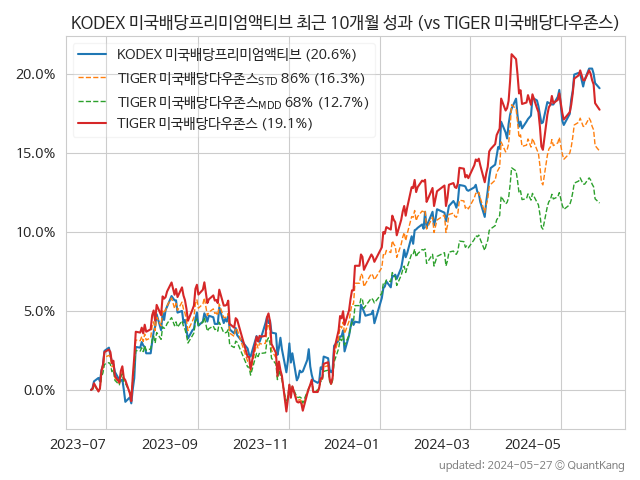 KODEX 미국배당프리미엄액티브 최근 10개월 성과 (vs TIGER 미국배당다우존스)
KODEX 미국배당프리미엄액티브 (20.6%)
TIGER 미국배당다우존스STD 86% (16.3%)
TIGER 미국배당다우존스MDD 68% (12.7%)
TIGER 미국배당다우존스 (19.1%)
20.0%
15.0%
10.0%
5.0%
0.0%
2023-07 2023-09 2023-11 2024-01 2024-03 2024-05
updated: 2024-05-27 © QuantKang